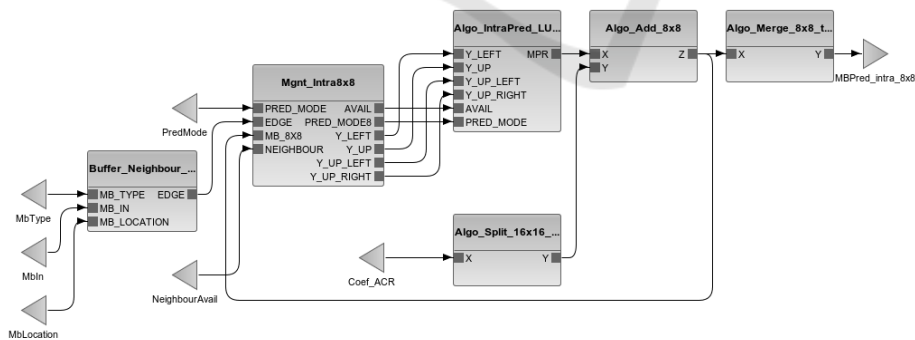 Algo_IntraPred_LU...
Y_LEFT MPR
Y_UP
Y_UP_LEFT
Y_UP_RIGHT
AVAIL
PRED_MODE
Algo_Add_8x8
X Z
Y
Algo_Merge_8x8_t...
X Y
MBPred_intra_8x8
Mgnt_Intra8x8
PRED_MODE AVAIL
EDGE PRED_MODE8
MB_8X8 Y_LEFT
NEIGHBOUR Y_UP
Y_UP_LEFT
Y_UP_RIGHT
PredMode
Buffer_Neighbour_...
MB_TYPE EDGE
MB_IN
MB_LOCATION
MbType
MbIn
MbLocation
NeighbourAvail
Coef_ACR
Algo_Split_16x16_...
X Y